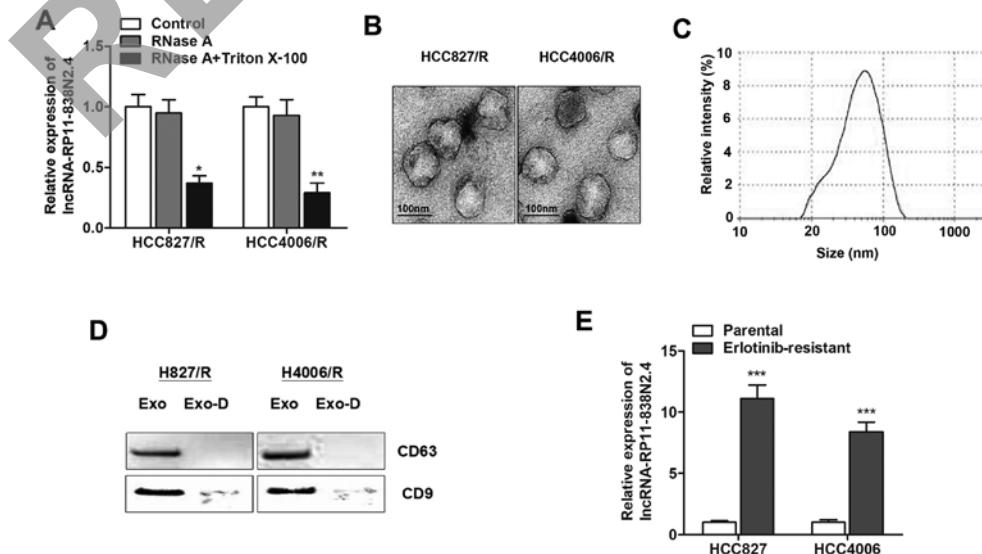 A
Control
RNase A
RNase A+Triton X-100
Relative expression of
lncRNA-RP11-838N2.4
1.5
1.0
0.5
0.0
*
**
HCC827/R
HCC4006/R
B
HCC827/R
HCC4006/R
100nm
100nm
C
Relative intensity (%)
10
8
6
4
2
0
10
20
100
1000
Size (nm)
D
H827/R
H4006/R
Exo
Exo-D
Exo
Exo-D
CD63
CD9
E
Parental
Erlotinib-resistant
Relative expression of
lncRNA-RP11-838N2.4
15
10
5
0
***
***
HCC827
HCC4006